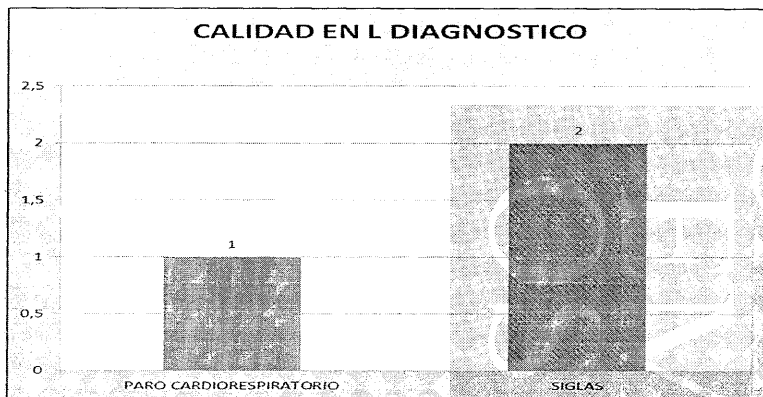 CALIDAD EN L DIAGNOSTICO
2,5
2
1,5
1
0,5
0
1
2
PARO CARDIORESPIRATORIO
SIGLAS